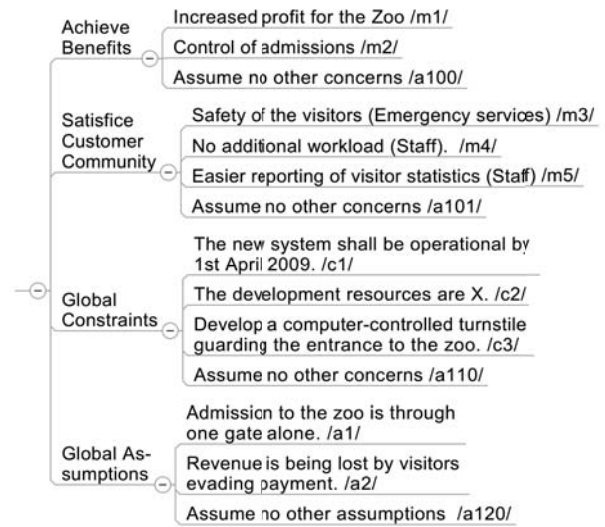 Achieve
Benefits
Increased profit for the Zoo /m1/
Control of admissions /m2/
Assume no other concerns /a100/
Satisfice
Customer
Community
Safety of the visitors (Emergency services) /m3/
No additional workload (Staff). /m4/
Easier reporting of visitor statistics (Staff) /m5/
Assume no other concerns /a101/
Global
Constraints
The new system shall be operational by
1st April 2009. /c1/
The development resources are X. /c2/
Develop a computer-controlled turnstile
guarding the entrance to the zoo. /c3/
Assume no other concerns /a110/
Global As-
sumptions
Admission to the zoo is through
one gate alone. /a1/
Revenue is being lost by visitors
evading payment. /a2/
Assume no other assumptions /a120/